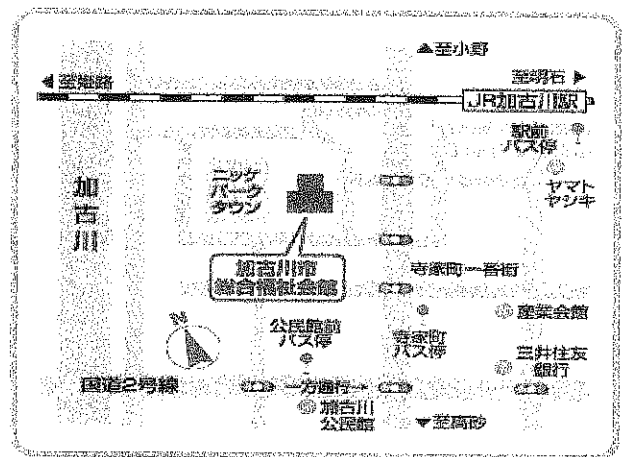 ▲至小野
◀至姫路
至明石▶
JR加古川駅
駅前
バス停
ニッケ
パーク
タウン
ヤマト
ヤシキ
加古川
加古川市
総合福祉会館
寺家町一番街
産業会館
公民館前
バス停
寺家町
バス停
三井住友
銀行
N
国道2号線
一方通行→
加古川
公民館
▼至高砂